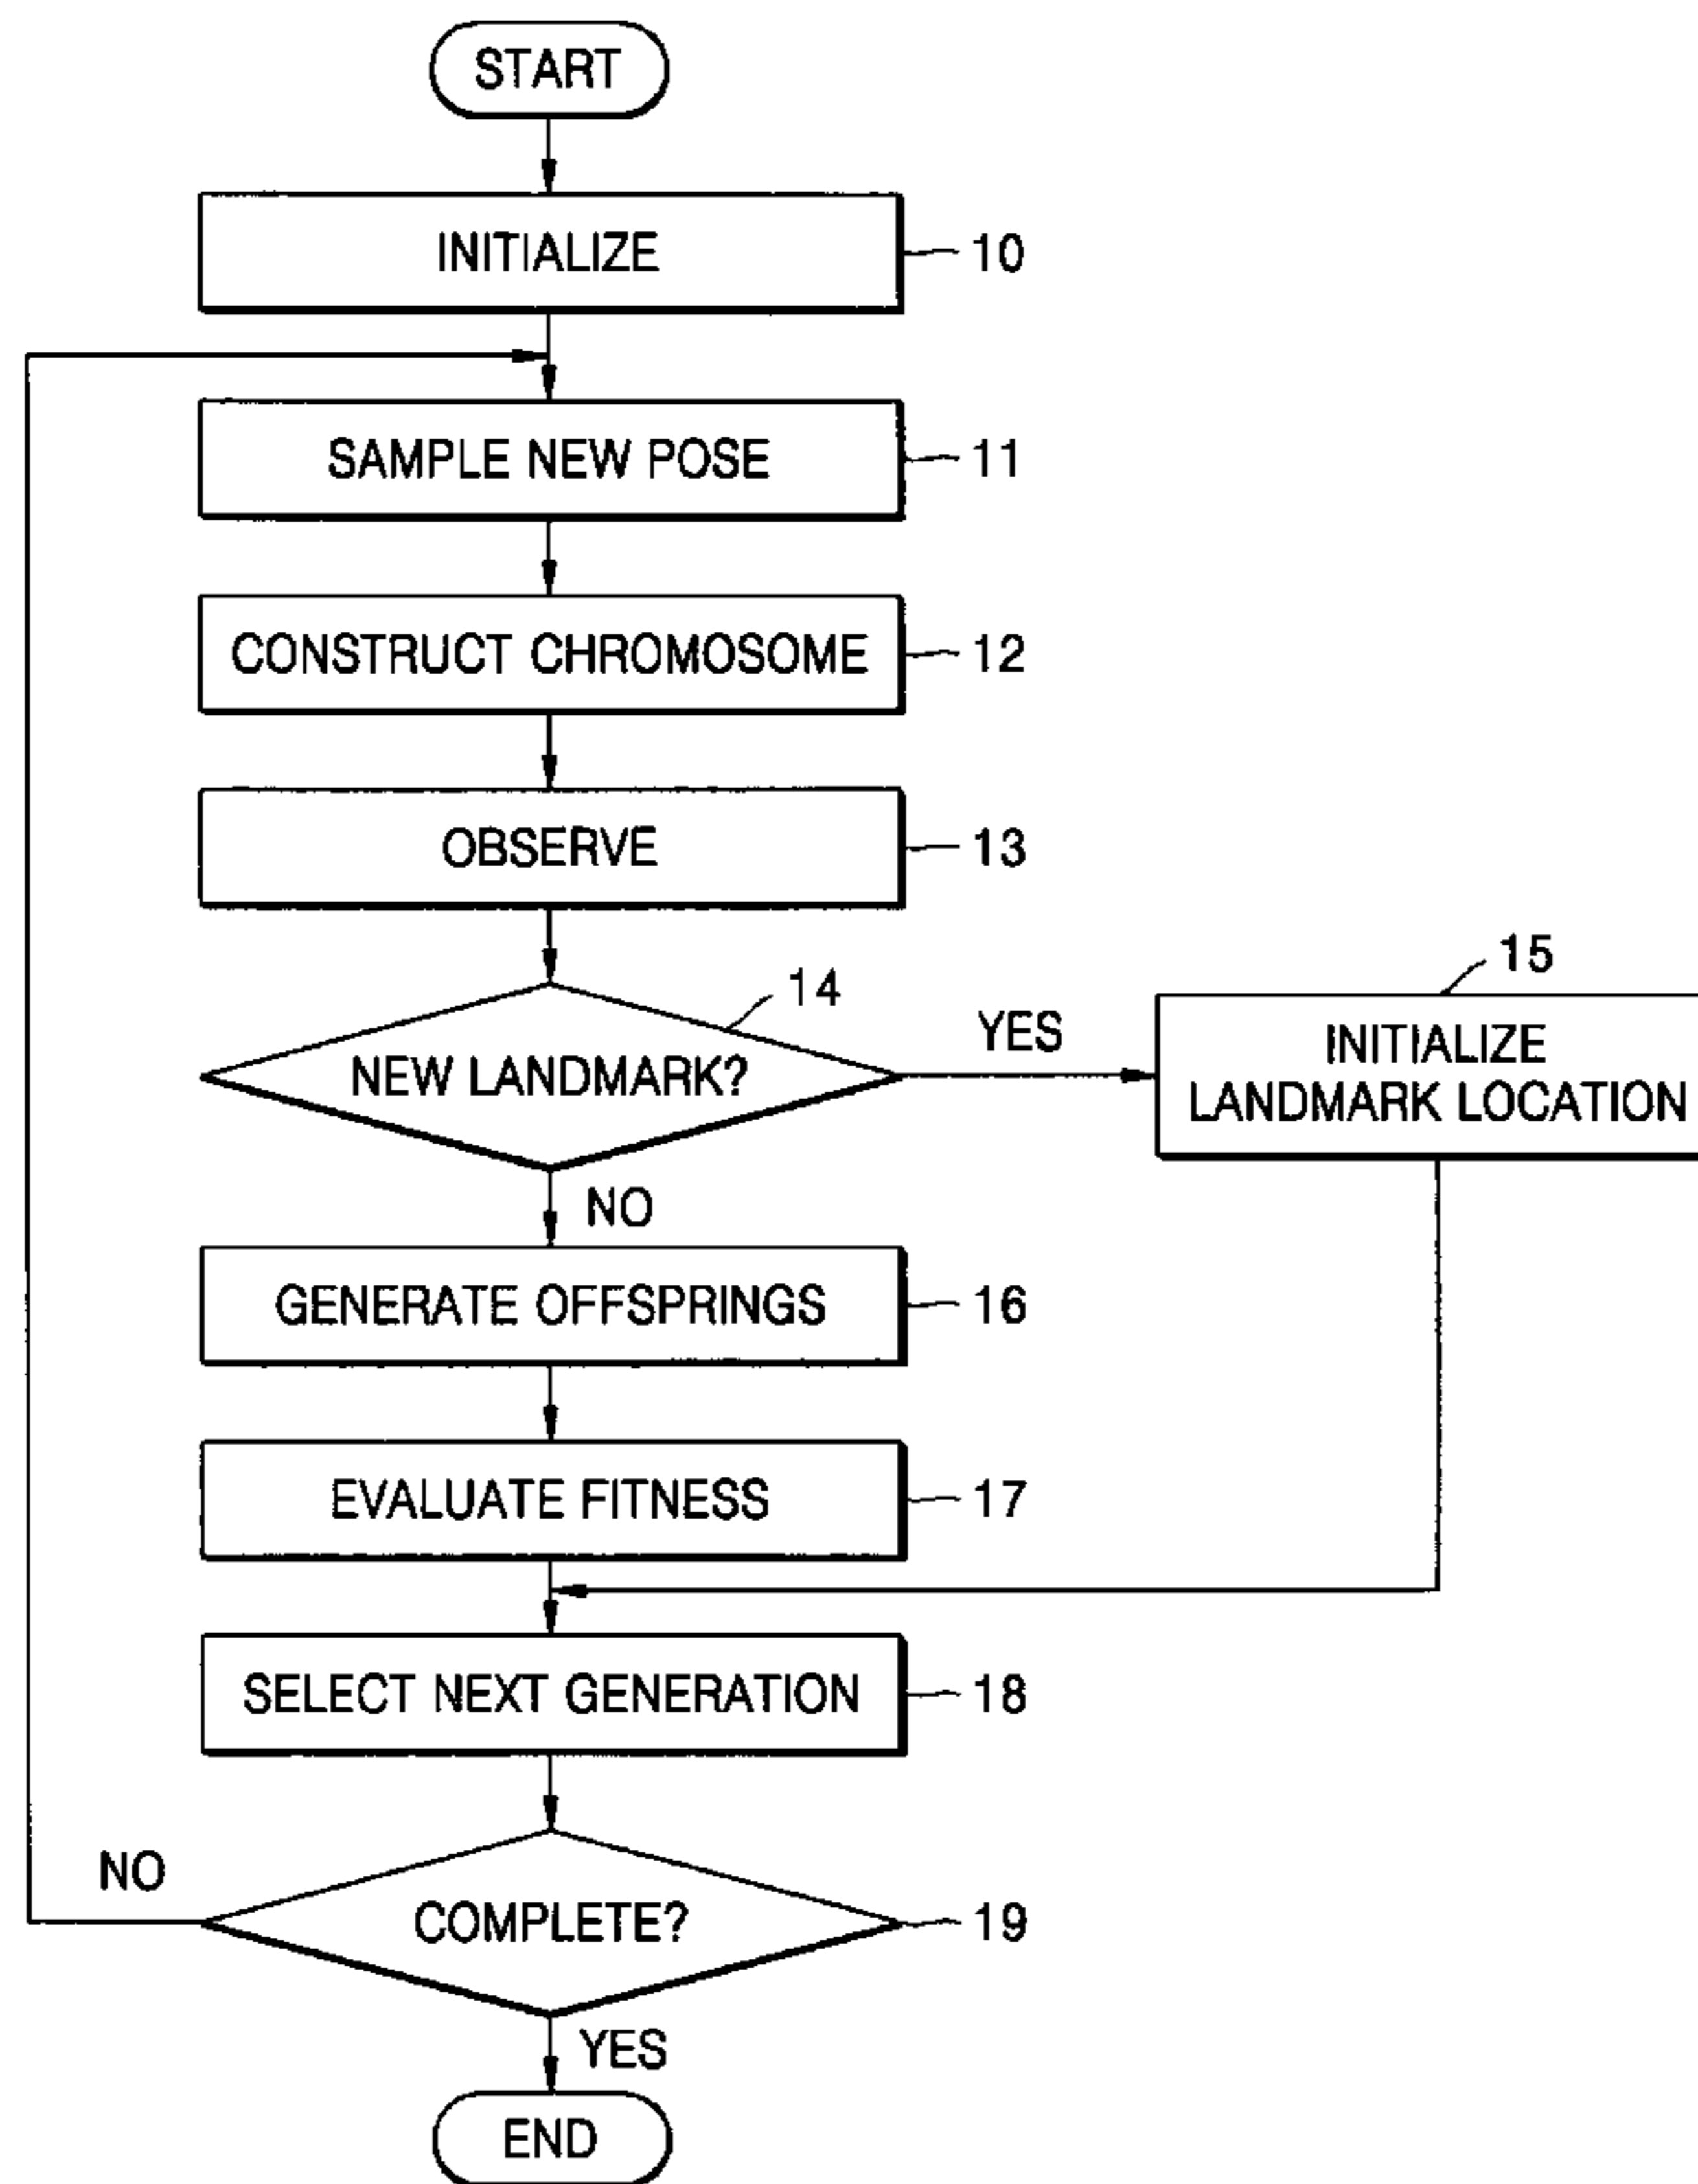 START
INITIALIZE
10
SAMPLE NEW POSE
11
CONSTRUCT CHROMOSOME
12
OBSERVE
13
14
NEW LANDMARK?
YES
15
INITIALIZE
LANDMARK LOCATION
NO
GENERATE OFFSPRINGS
16
EVALUATE FITNESS
17
SELECT NEXT GENERATION
18
NO
COMPLETE?
19
YES
END